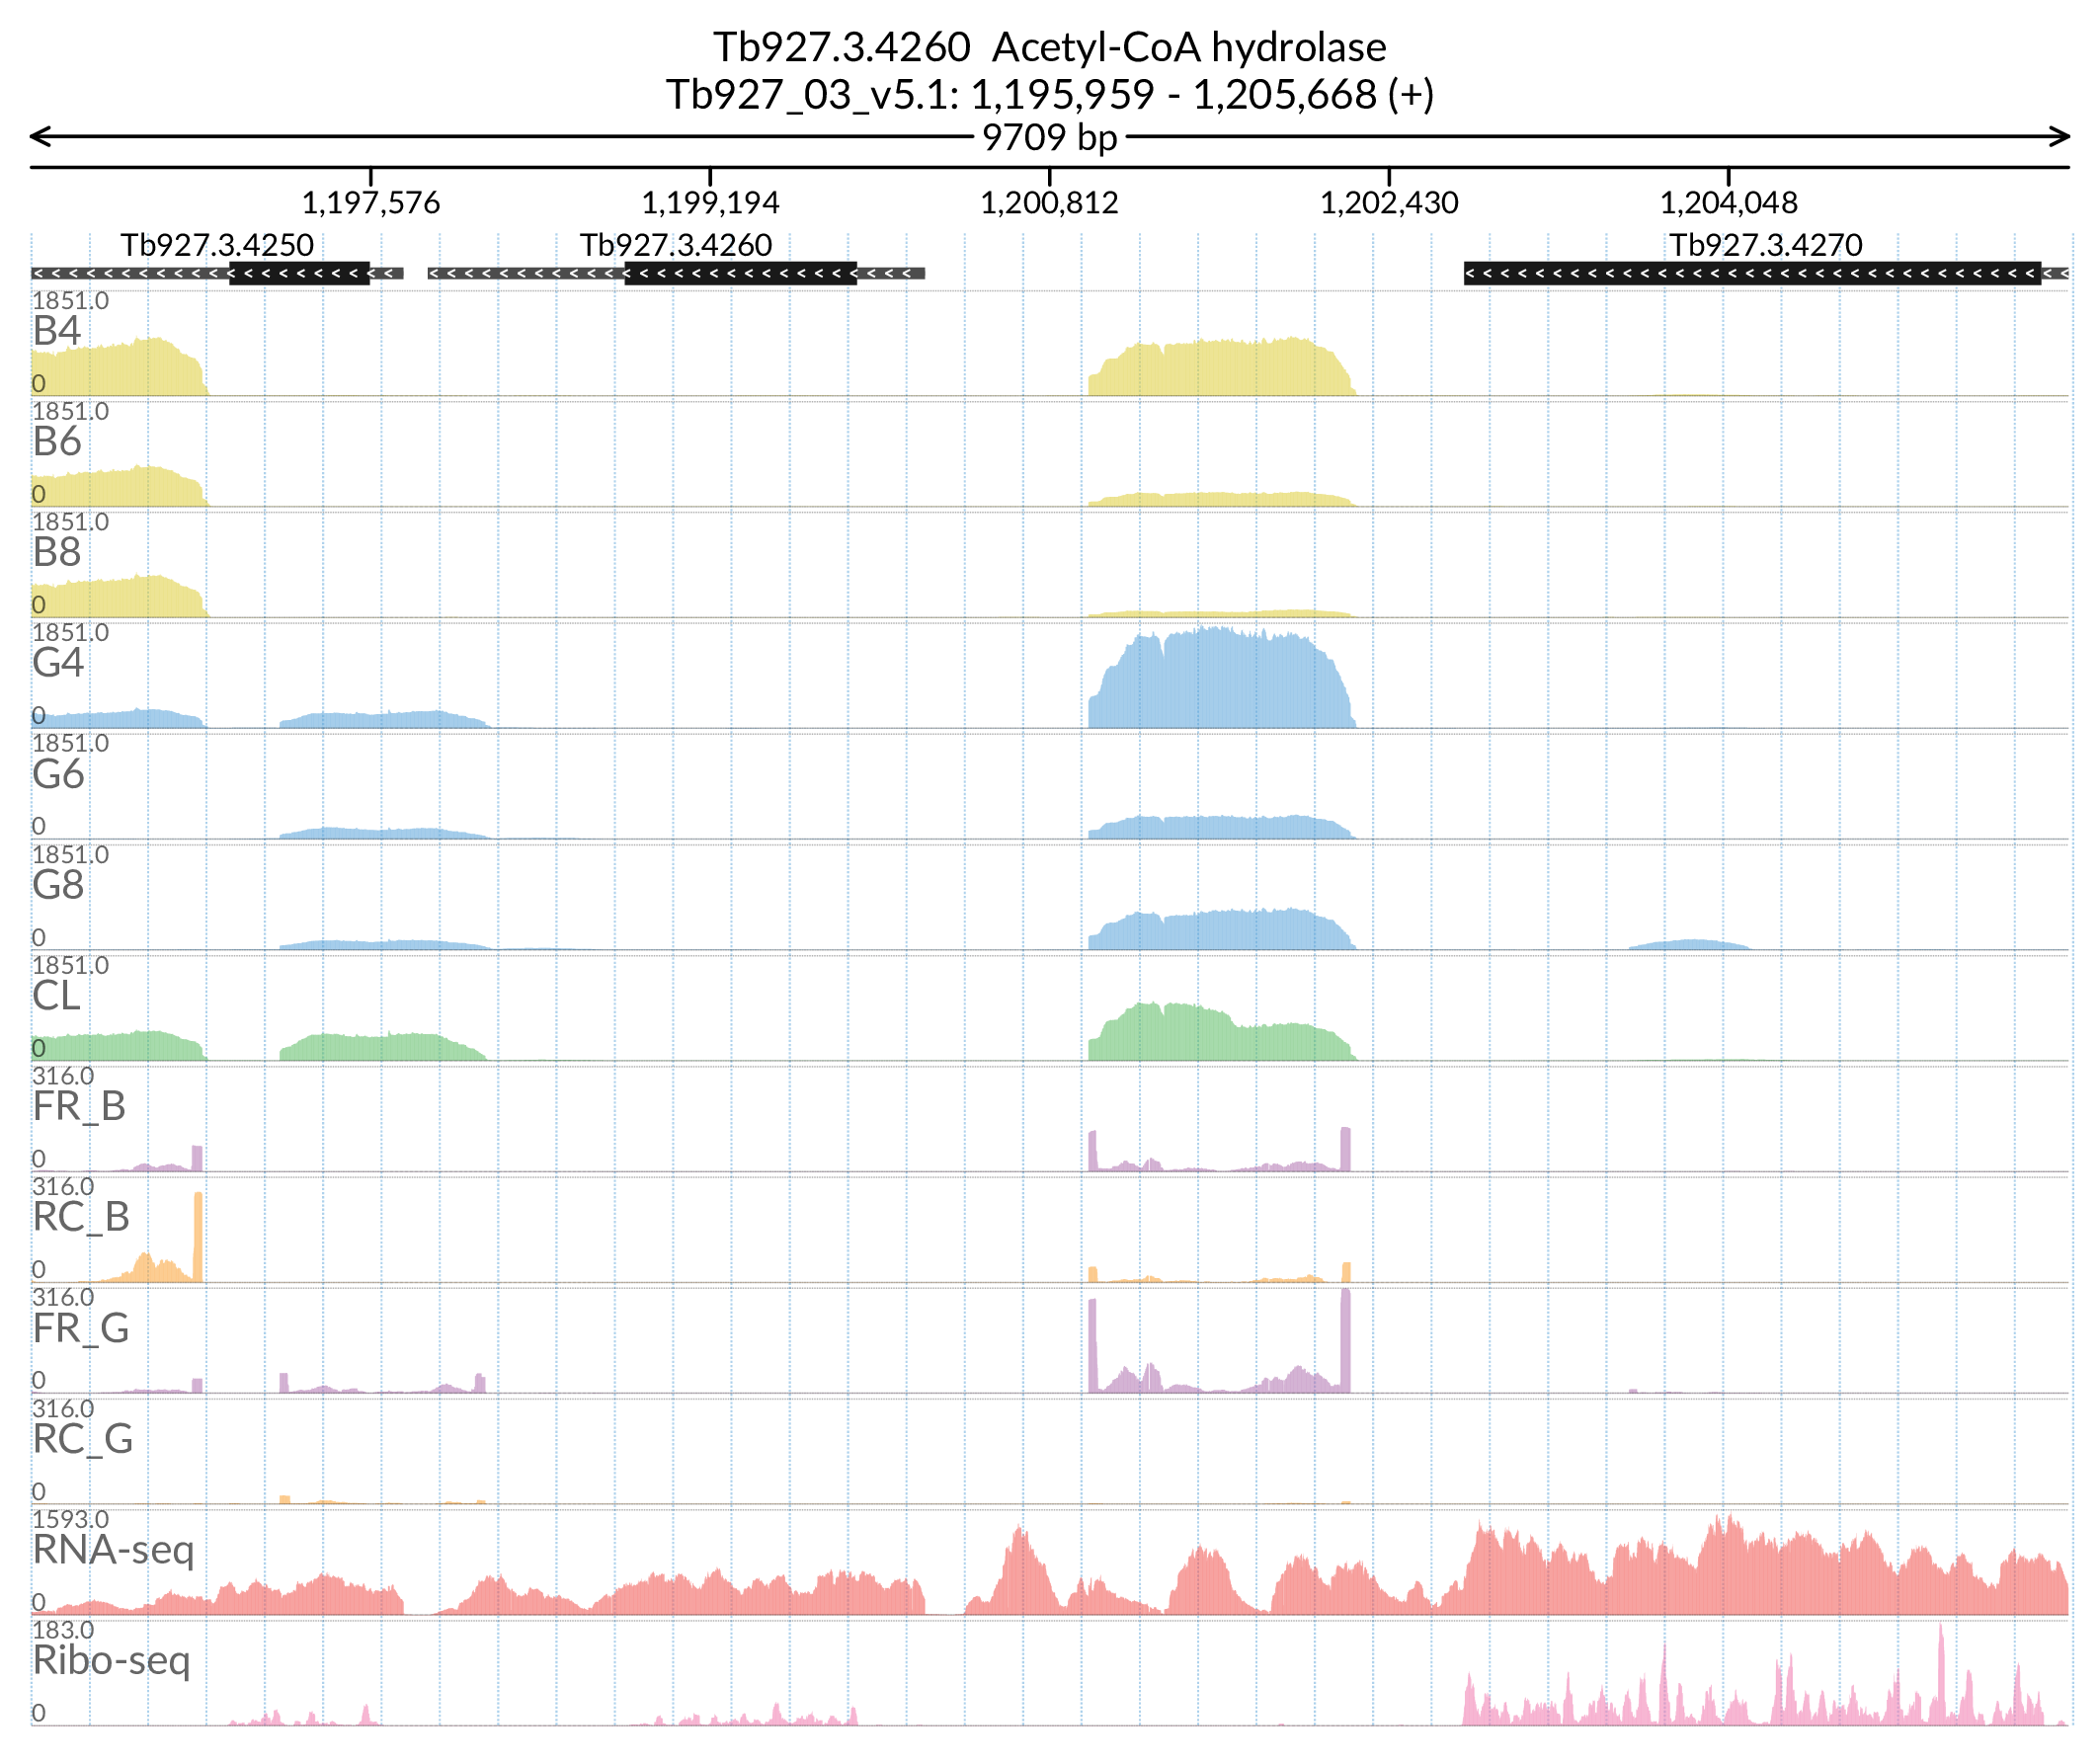 Tb927.3.4260 Acetyl-CoA hydrolase
Tb927_03_v5.1: 1,195,959 - 1,205,668 (+)
9709 bp
1,197,576 1,199,194 1,200,812 1,202,430 1,204,048
Tb927.3.4250 Tb927.3.4260 Tb927.3.4270
1851.0
B4
0
1851.0
B6
0
1851.0
B8
0
1851.0
G4
0
1851.0
G6
0
1851.0
G8
0
1851.0
CL
0
316.0
FR_B
0
316.0
RC_B
0
316.0
FR_G
0
316.0
RC_G
0
1593.0
RNA-seq
0
183.0
Ribo-seq
0